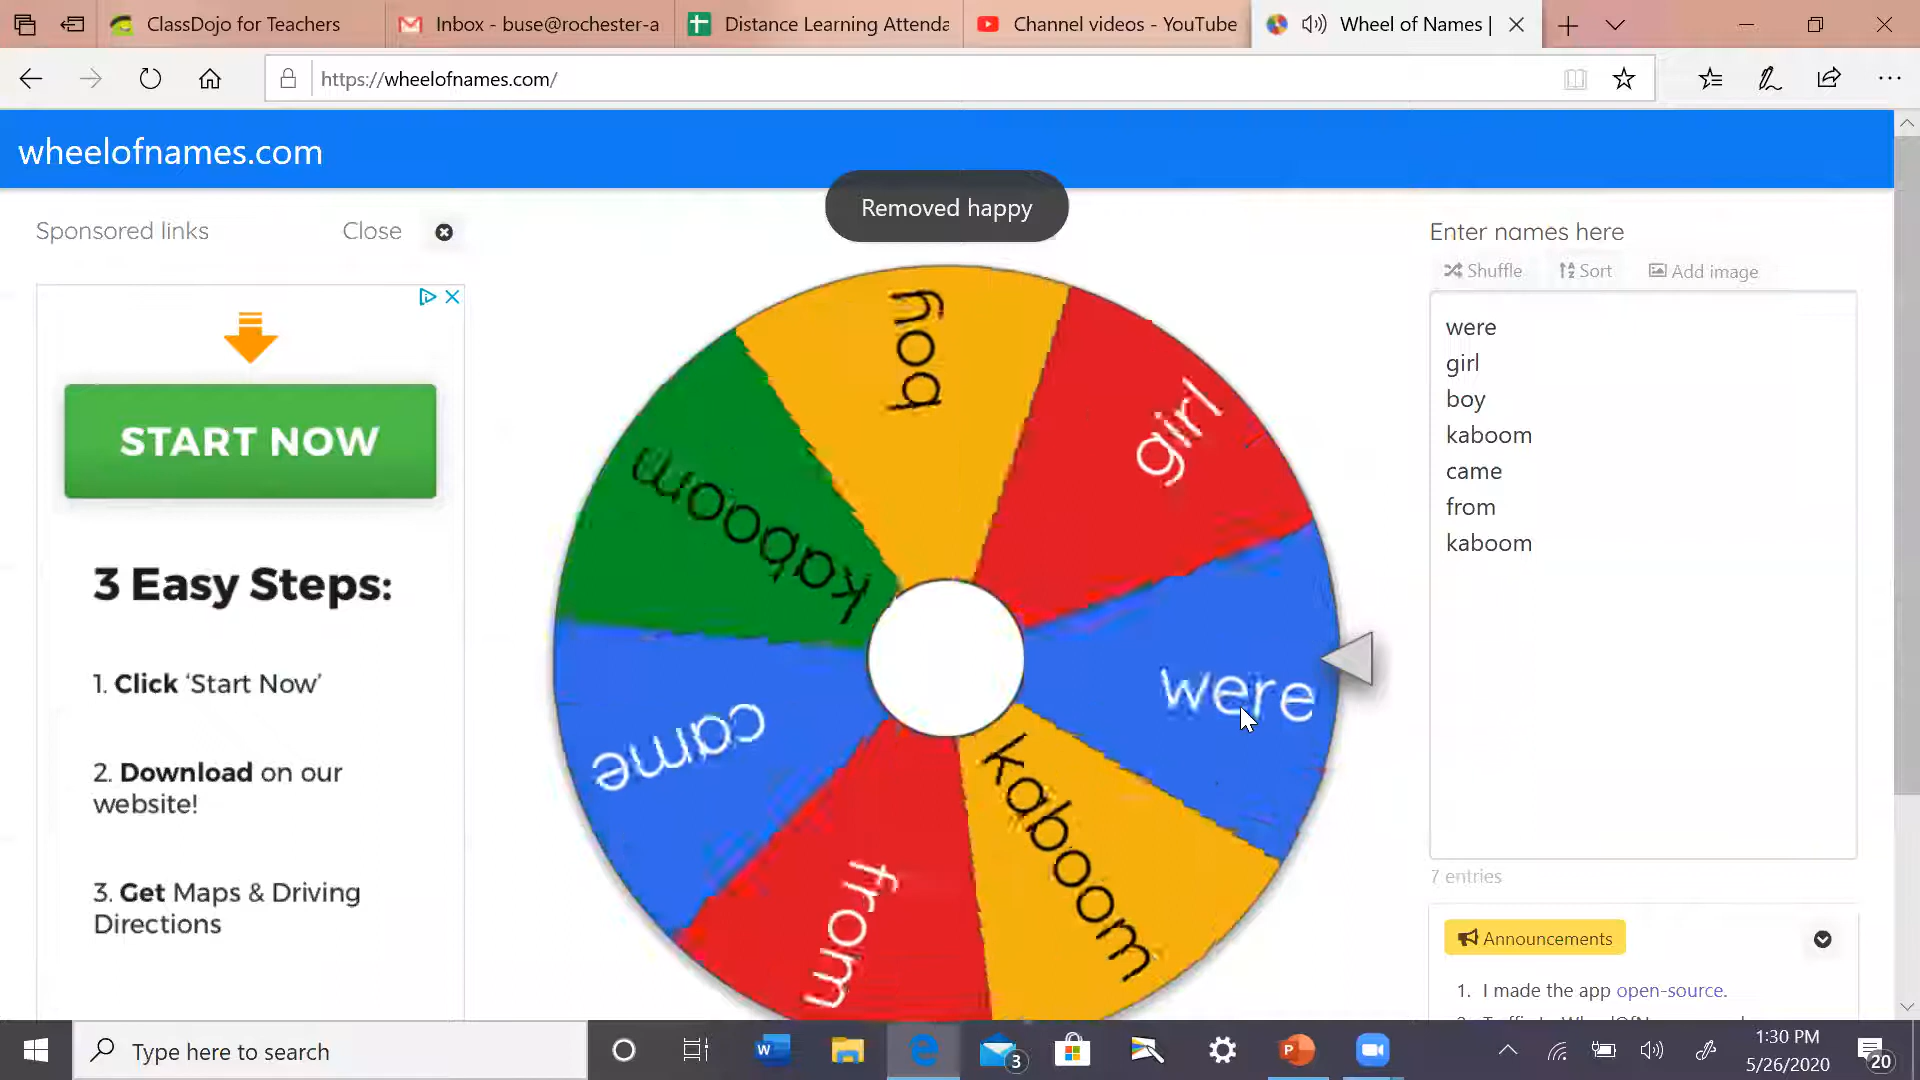 ClassDojo for Teachers
Inbox - buse@rochester-a
Distance Learning Attenda
Channel videos - YouTube
Wheel of Names |
https://wheelofnames.com/
wheelofnames.com
Removed happy
Sponsored links
Close
START NOW
3 Easy Steps:
1. Click ‘Start Now’
2. Download on our
website!
3. Get Maps & Driving
Directions
boy
girl
were
kaboom
from
came
kaboom
Enter names here
Shuffle
Sort
Add image
were
girl
boy
kaboom
came
from
kaboom
7 entries
Announcements
1. I made the app open-source.
Type here to search
W
3
P
1:30 PM
5/26/2020
20